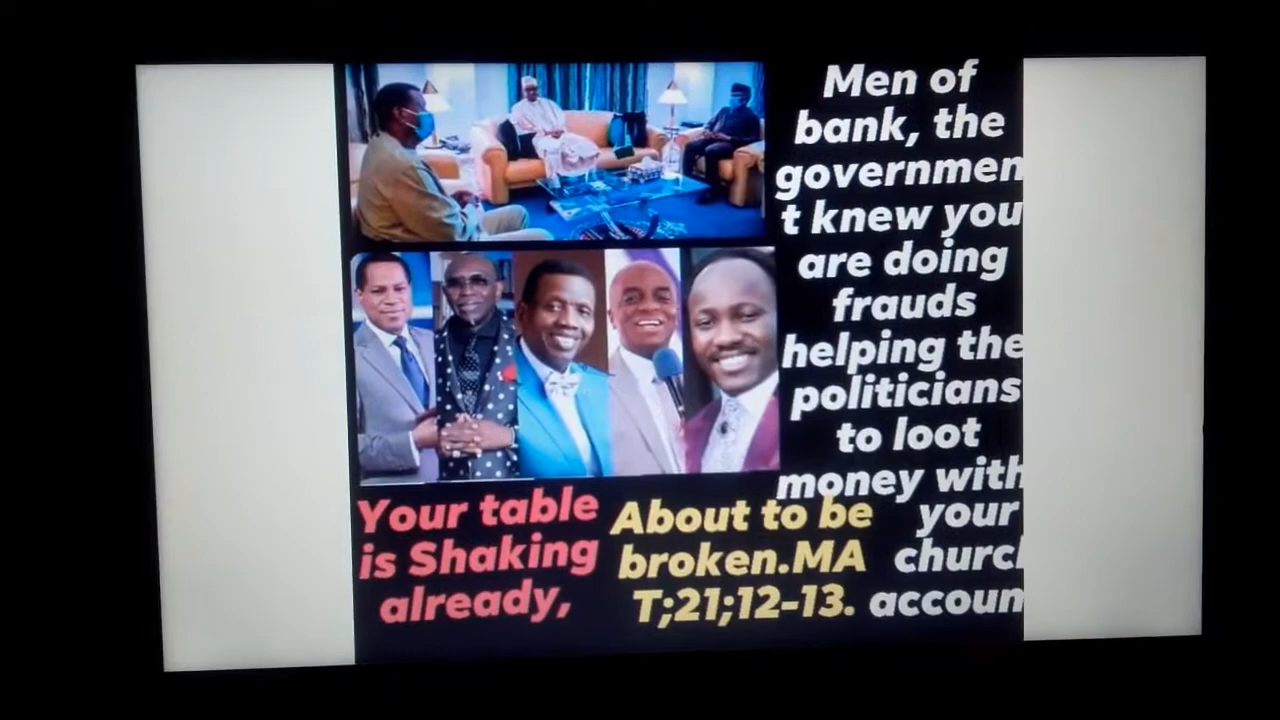 Men of
bank, the
governmen
t knew you
are doing
frauds
helping the
politicians
to loot
money with
your
churc
accoun
Your table
is Shaking
already,
About to be
broken.MA
T;21;12-13.